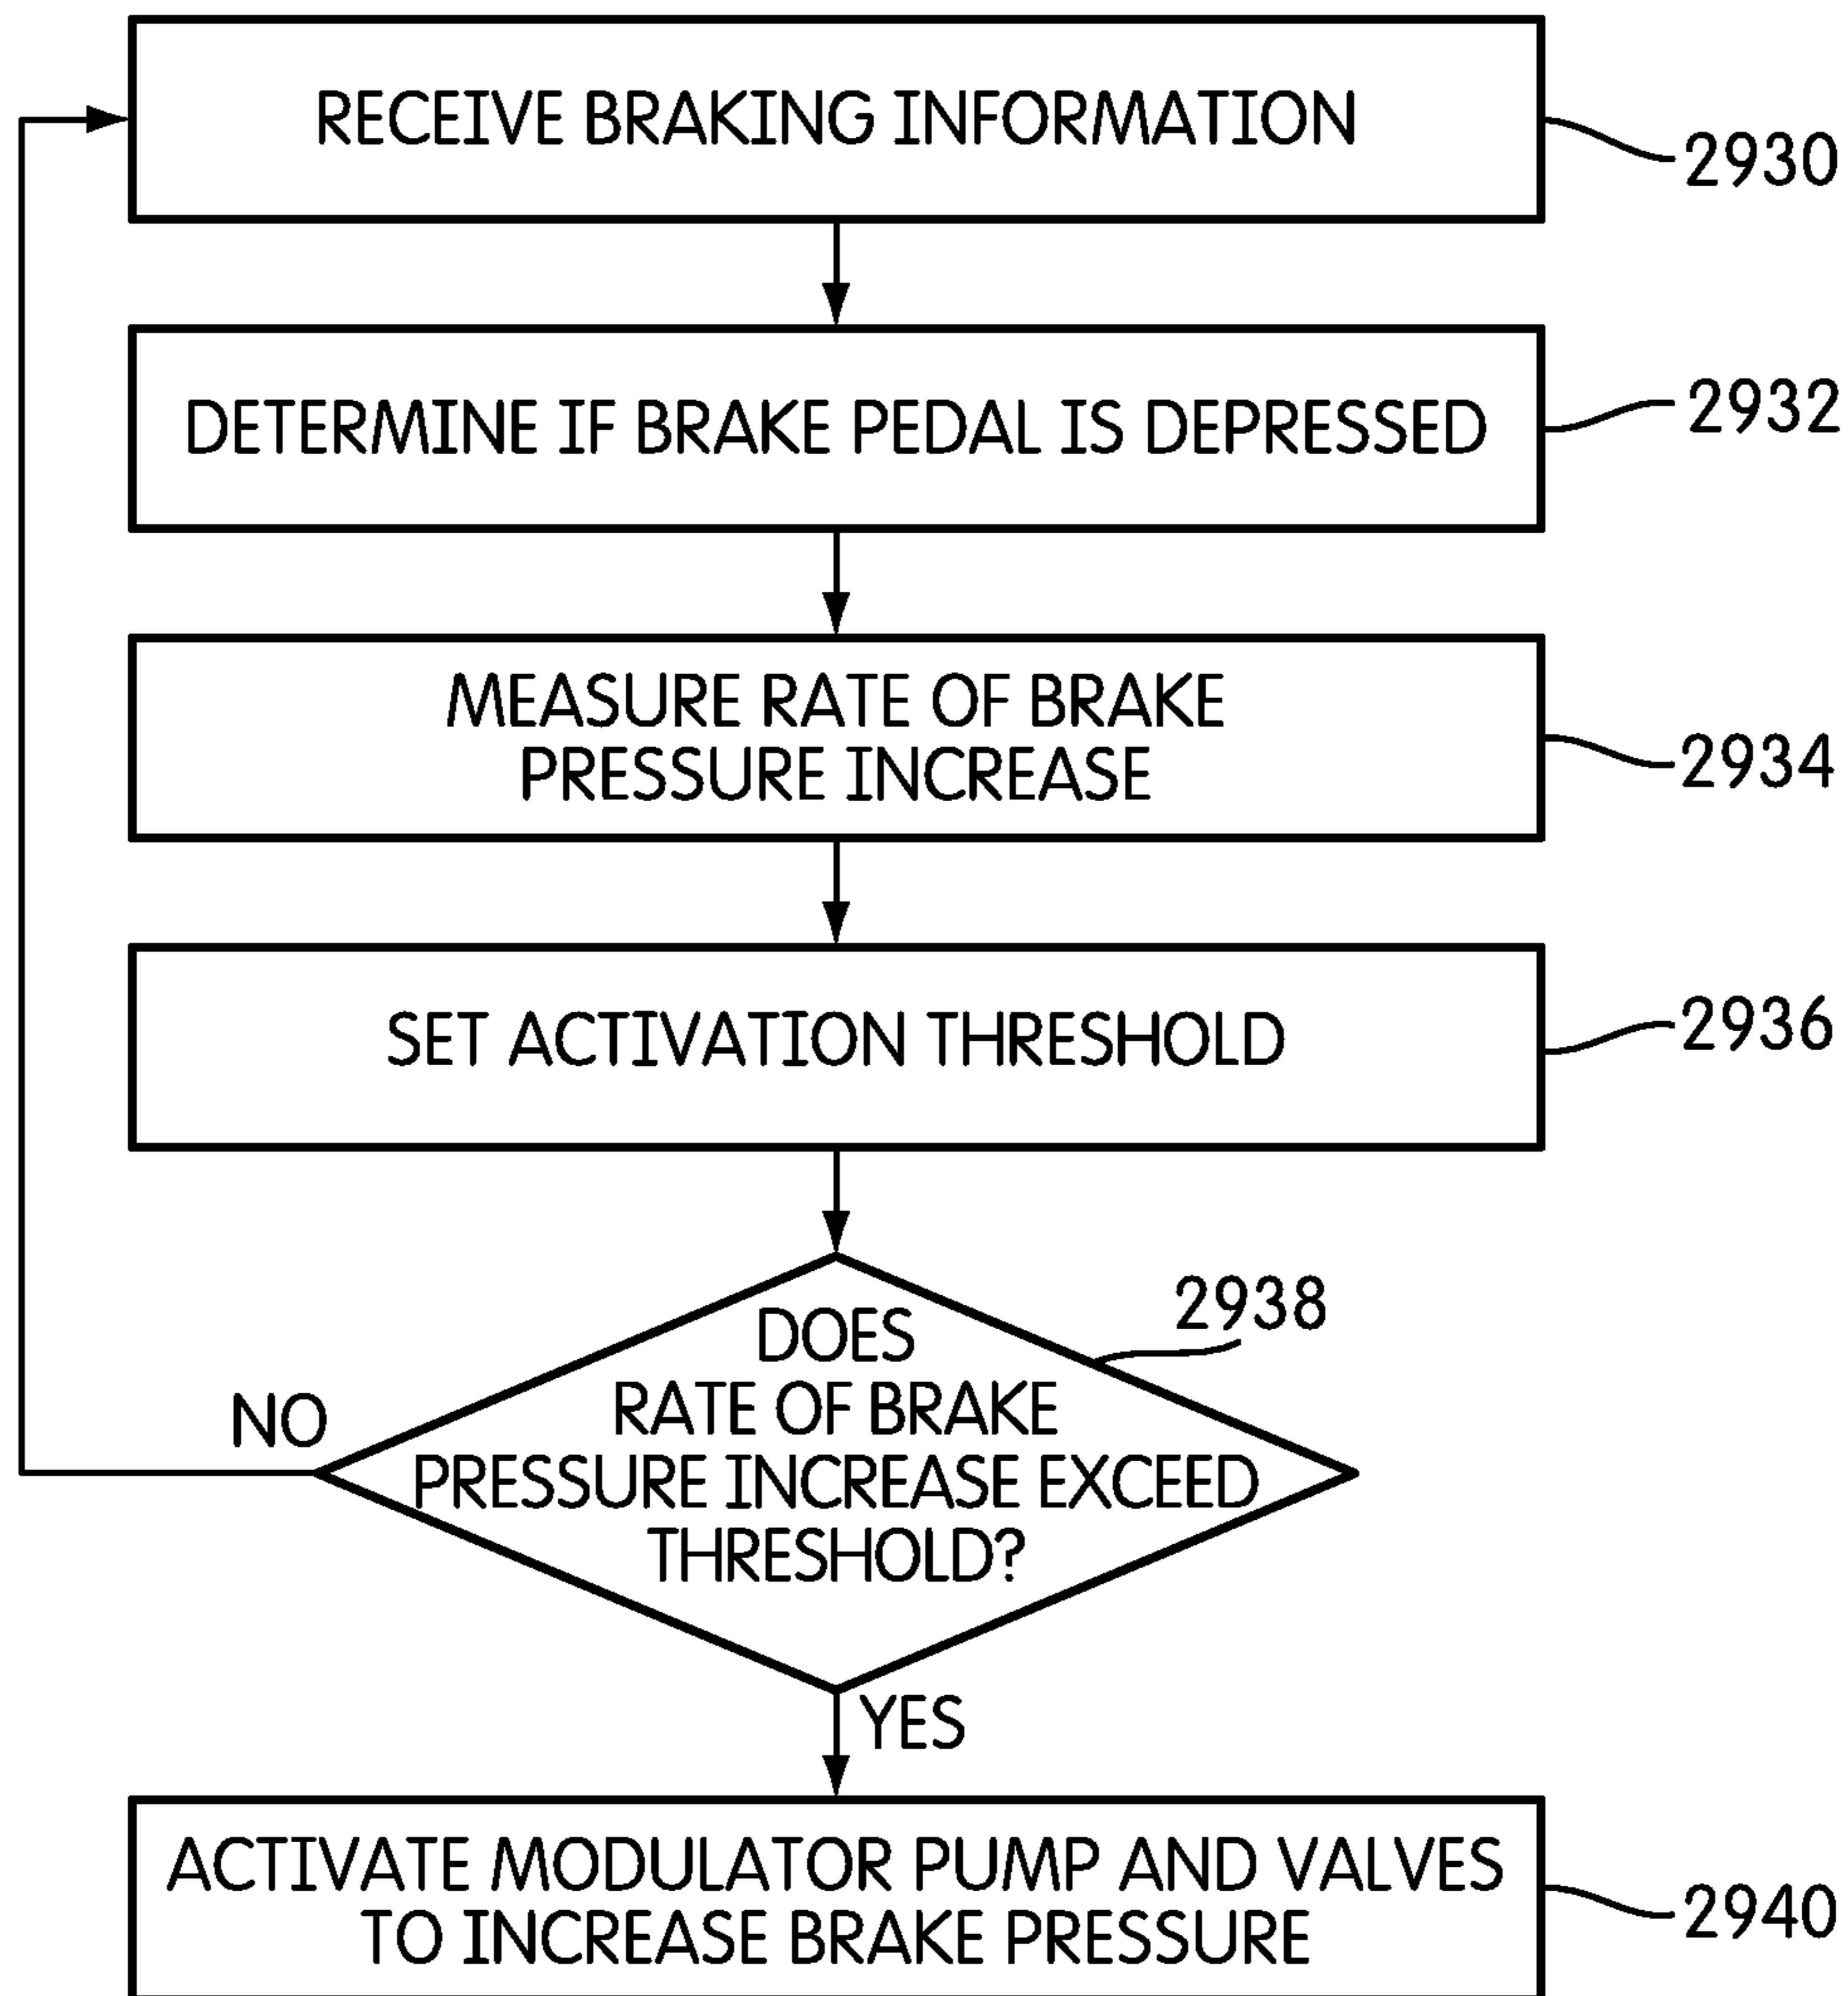 RECEIVE BRAKING INFORMATION
2930
DETERMINE IF BRAKE PEDAL IS DEPRESSED
2932
MEASURE RATE OF BRAKE
PRESSURE INCREASE
2934
SET ACTIVATION THRESHOLD
2936
2938
DOES
RATE OF BRAKE
PRESSURE INCREASE EXCEED
THRESHOLD?
NO
YES
ACTIVATE MODULATOR PUMP AND VALVES
TO INCREASE BRAKE PRESSURE
2940